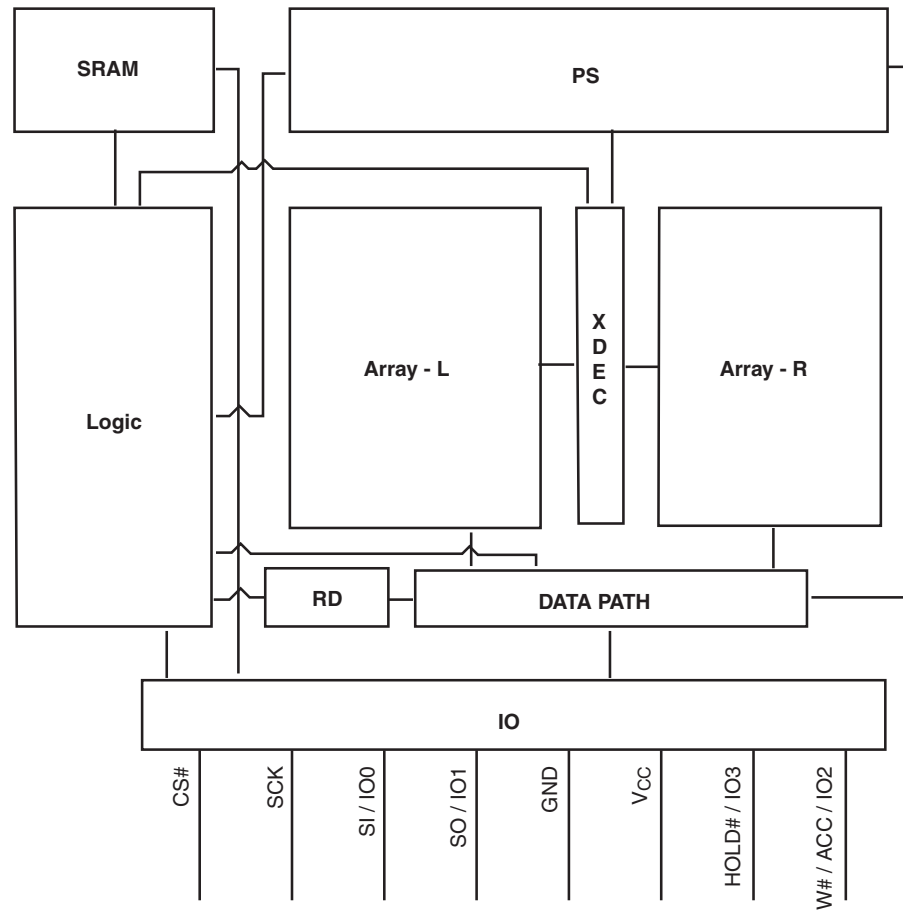 SRAM
PS
Logic
Array - L
X
D
E
C
Array - R
RD
DATA PATH
IO
CS#
SCK
SI / IO0
SO / IO1
GND
VCC
HOLD# / IO3
W# / ACC / IO2